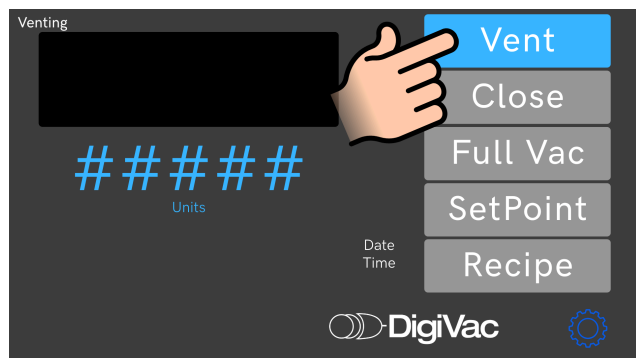 Venting
Vent
Close
Full Vac
#####
Units
SetPoint
Date
Time
Recipe
DigiVac